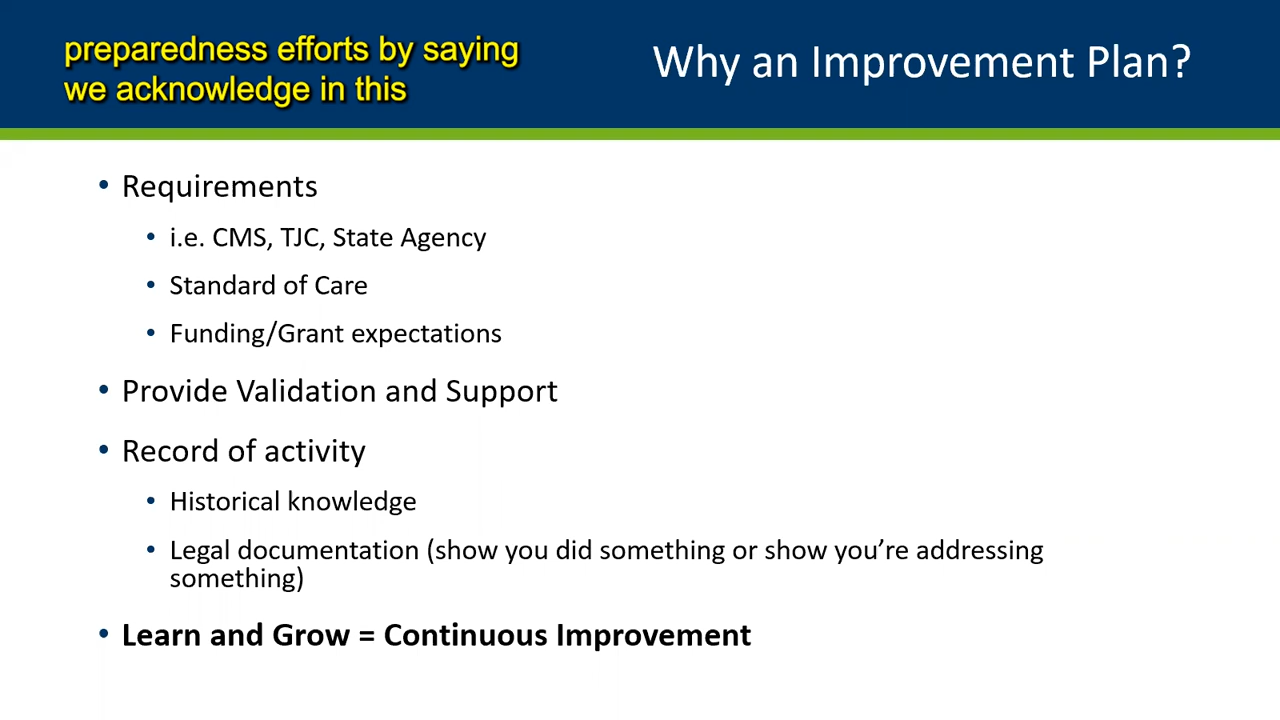 preparedness efforts by saying
we acknowledge in this
Why an Improvement Plan?
• Requirements
• i.e. CMS, TJC, State Agency
• Standard of Care
• Funding/Grant expectations
• Provide Validation and Support
• Record of activity
• Historical knowledge
• Legal documentation (show you did something or show you’re addressing
something)
• Learn and Grow = Continuous Improvement